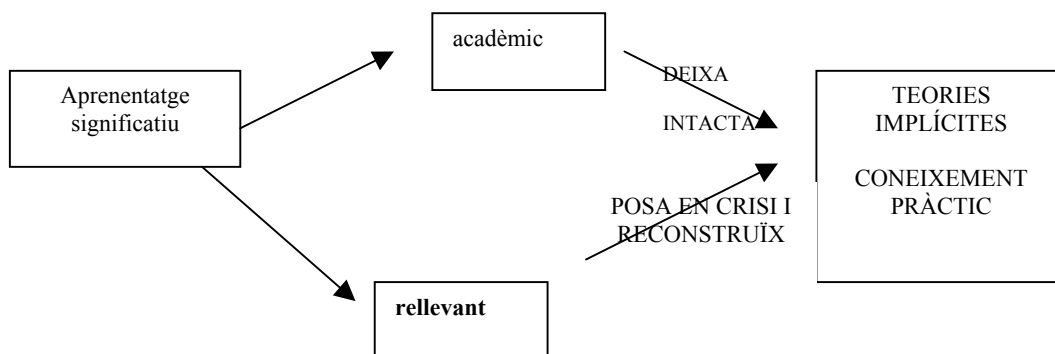 acadèmic
Aprenentatge
significatiu
DEIXA
INTACTA
TEORIES
IMPLÍCITES
CONEIXEMENT
PRÀCTIC
POSA EN CRISI I
RECONSTRUÏX
rellevant